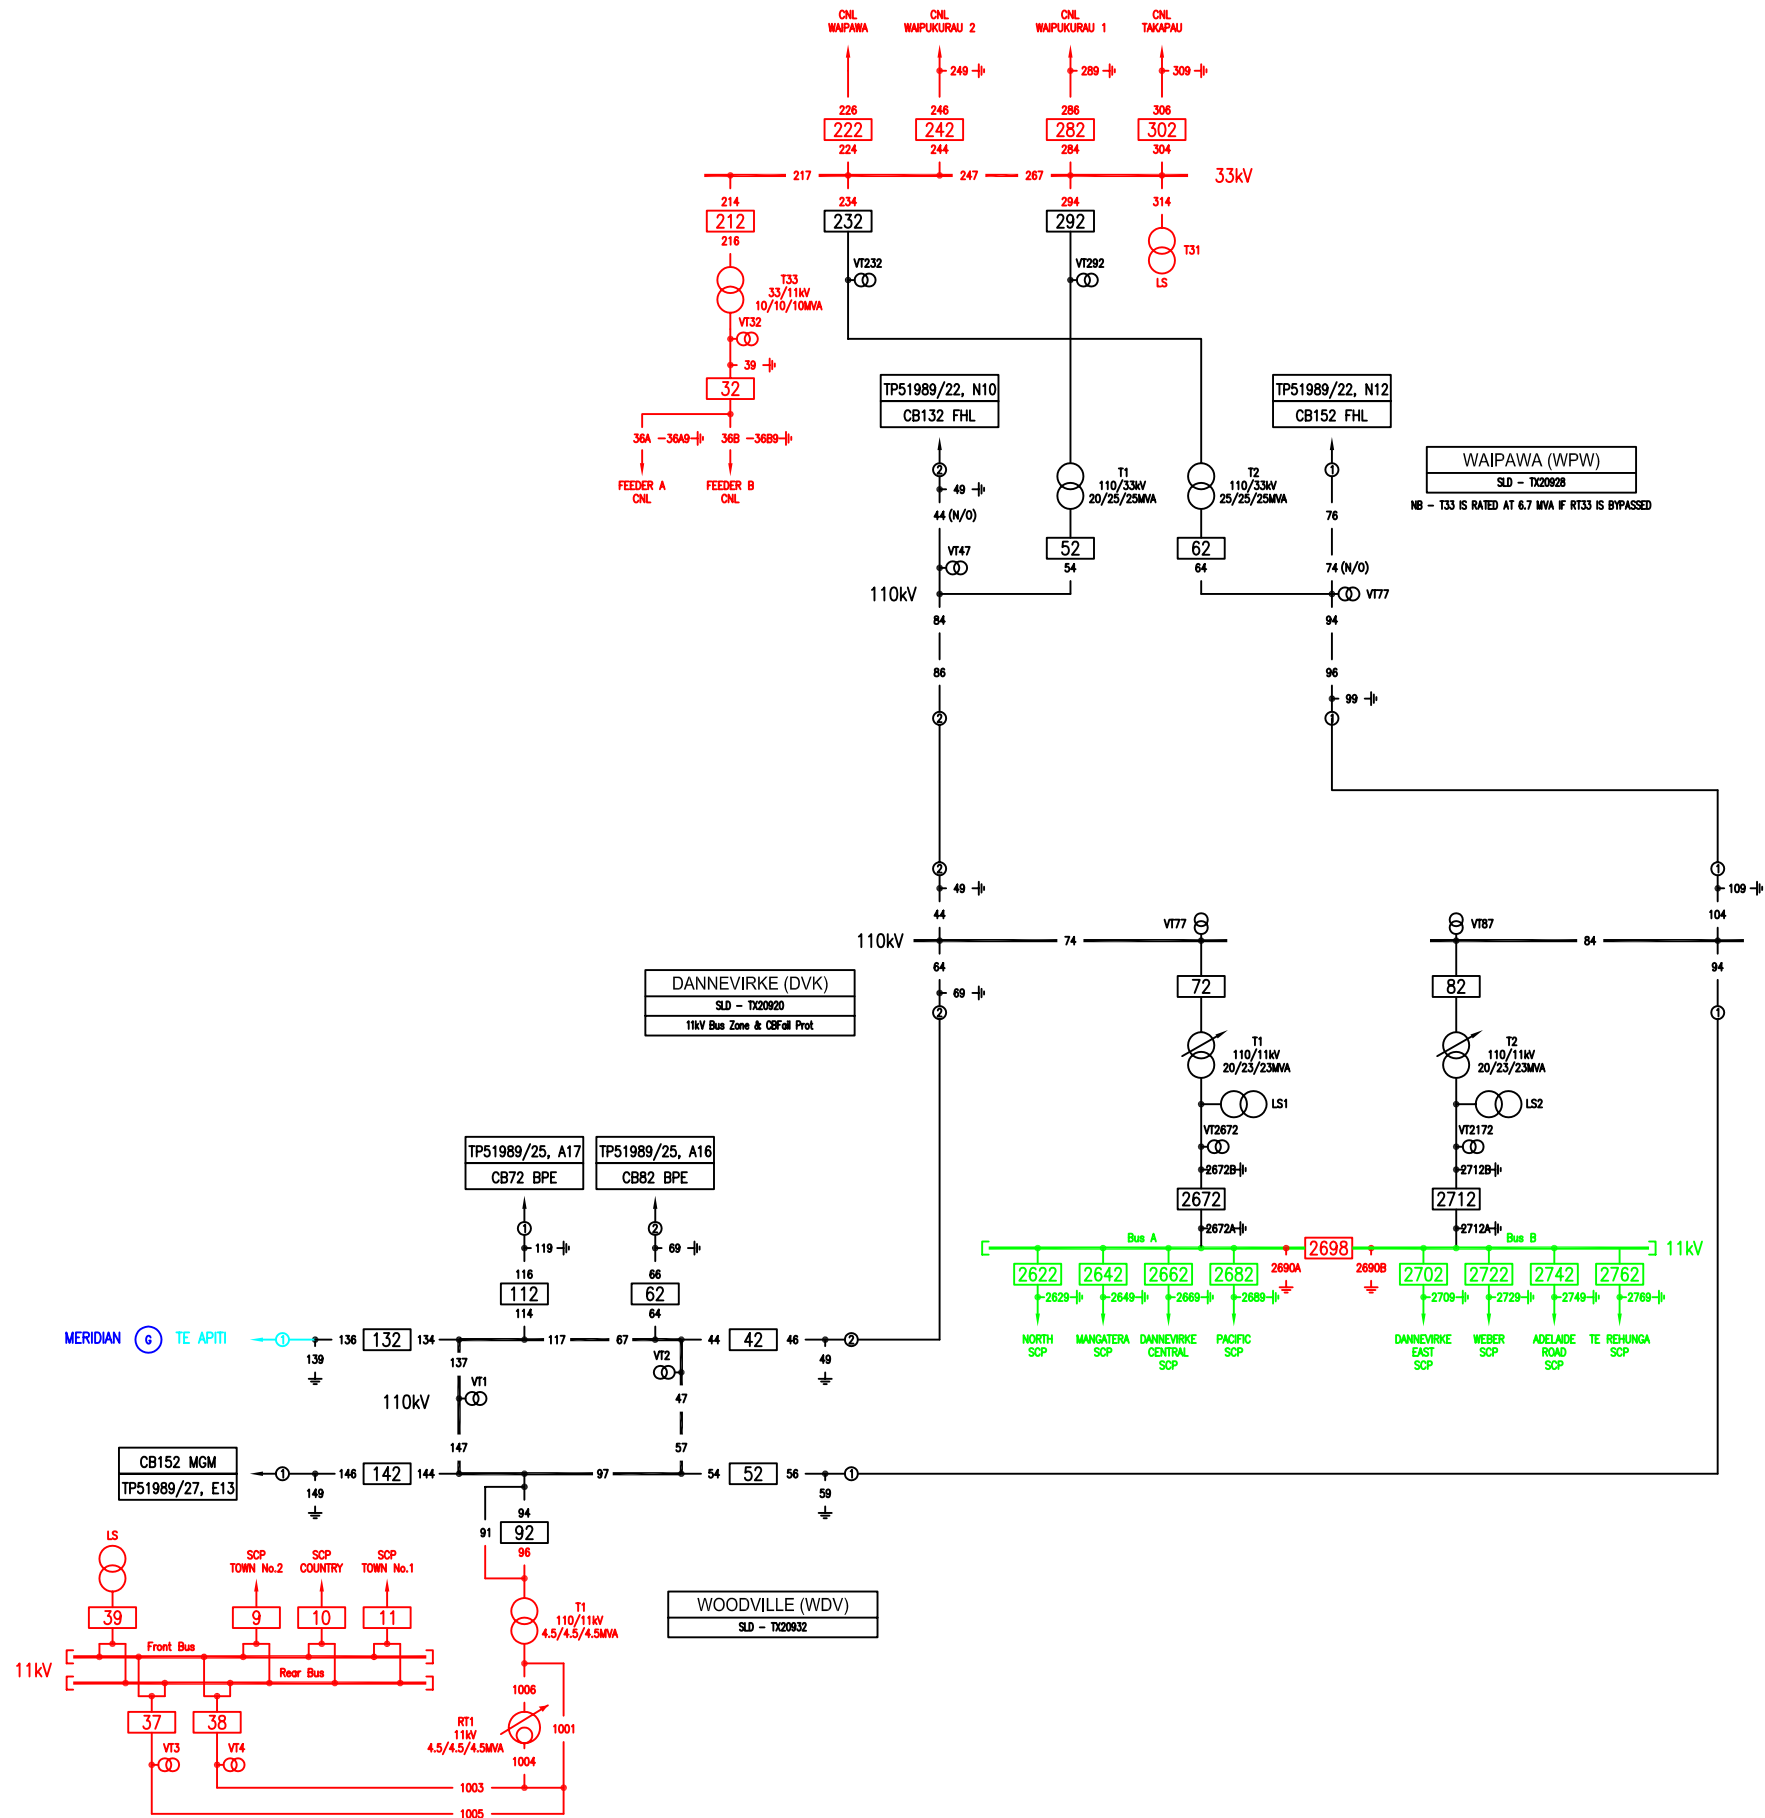 CNL
WAIPAWA
CNL
WAIPUKURAU 2
CNL
WAIPUKURAU 1
CNL
TAKAPAU
249
289
309
226
246
286
306
222
242
282
302
224
244
284
304
217
247
267
33kV
214
234
294
314
212
232
292
216
T31
LS
VT232
VT292
T33
33/11kV
10/10/10MVA
VT32
39
32
36A
36A9
36B
36B9
FEEDER A
CNL
FEEDER B
CNL
TP51989/22, N10
CB132 FHL
TP51989/22, N12
CB152 FHL
2
49
44 (N/O)
T1
110/33kV
20/25/25MVA
T2
110/33kV
25/25/25MVA
1
76
WAIPAWA (WPW)
SLD - TX20928
NB - T33 IS RATED AT 6.7 MVA IF RT33 IS BYPASSED
52
62
VT47
54
64
74 (N/O)
110kV
VT77
84
94
86
96
99
2
1
2
1
49
109
44
104
110kV
74
VT77
VT87
84
64
94
69
72
82
2
1
DANNEVIRKE (DVK)
SLD - TX20920
11kV Bus Zone & CBFail Prot
T1
110/11kV
20/23/23MVA
T2
110/11kV
20/23/23MVA
LS1
LS2
VT2672
VT2172
2672B
2712B
2672
2712
2672A
2712A
TP51989/25, A17
CB72 BPE
TP51989/25, A16
CB82 BPE
1
2
119
69
116
66
112
62
114
64
Bus A
2698
Bus B
11kV
2690A
2690B
2622
2642
2662
2682
2702
2722
2742
2762
2629
2649
2669
2689
2709
2729
2749
2769
NORTH
SCP
MANGATERA
SCP
DANNEVIRKE
CENTRAL
SCP
PACIFIC
SCP
DANNEVIRKE
EAST
SCP
WEBER
SCP
ADELAIDE
ROAD
SCP
TE REHUNGA
SCP
MERIDIAN
G
TE APITI
1
136
132
134
117
67
44
42
46
2
139
137
VT2
49
VT1
47
110kV
147
57
CB152 MGM
TP51989/27, E13
1
146
142
144
97
54
52
56
1
149
59
94
91
92
96
LS
SCP
TOWN No.2
SCP
COUNTRY
SCP
TOWN No.1
39
9
10
11
T1
110/11kV
4.5/4.5/4.5MVA
WOODVILLE (WDV)
SLD - TX20932
Front Bus
11kV
Rear Bus
1006
37
38
RT1
11kV
4.5/4.5/4.5MVA
1001
VT3
VT4
1004
1003
1005